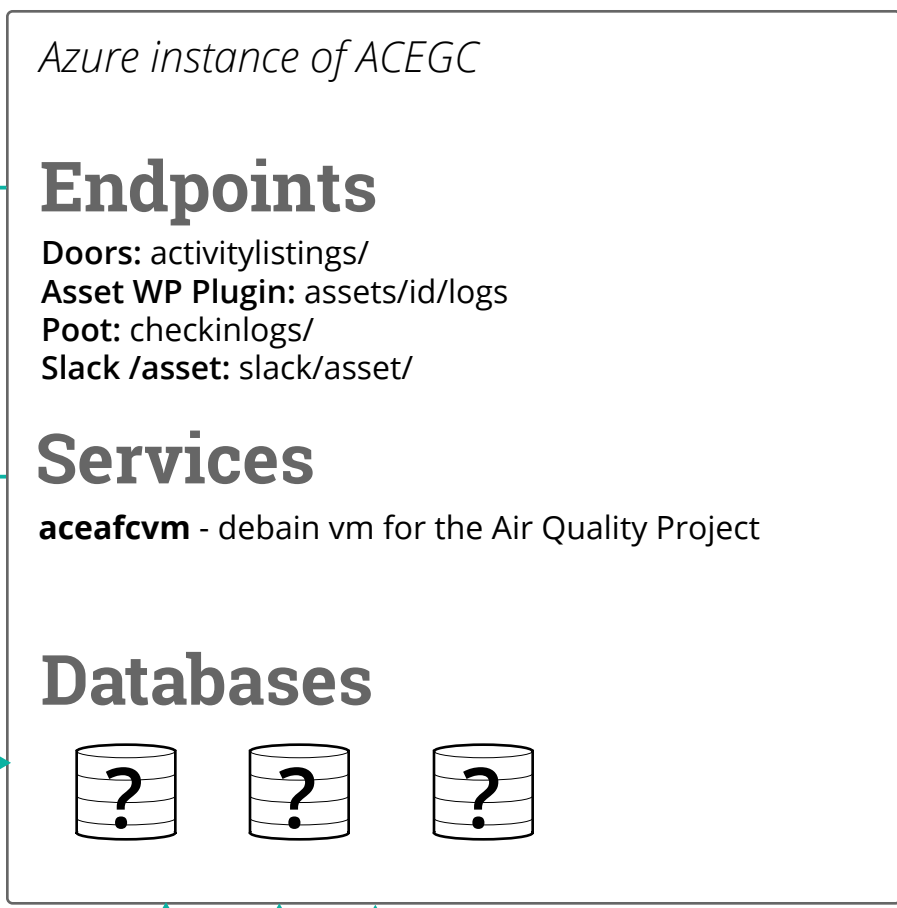 Azure instance of ACEGC
Endpoints
Doors: activitylistings/
Asset WP Plugin: assets/id/logs
Poot: checkinlogs/
Slack /asset: slack/asset/
Services
aceafcvm - debain vm for the Air Quality Project
Databases
? ? ?